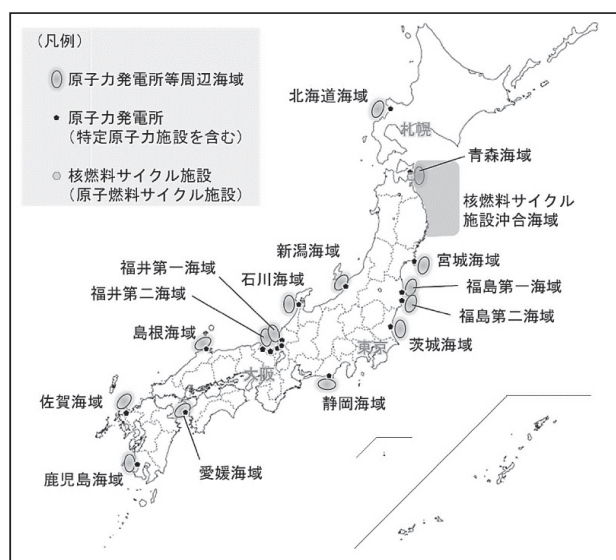 (凡例)
原子力発電所等周辺海域
原子力発電所
(特定原子力施設を含む)
核燃料サイクル施設
(原子燃料サイクル施設)
北海道海域
札幌
青森海域
核燃料サイクル
施設沖合海域
宮城海域
福島第一海域
福島第二海域
茨城海域
東京
静岡海域
新潟海域
石川海域
福井第一海域
福井第二海域
島根海域
大阪
佐賀海域
愛媛海域
鹿児島海域